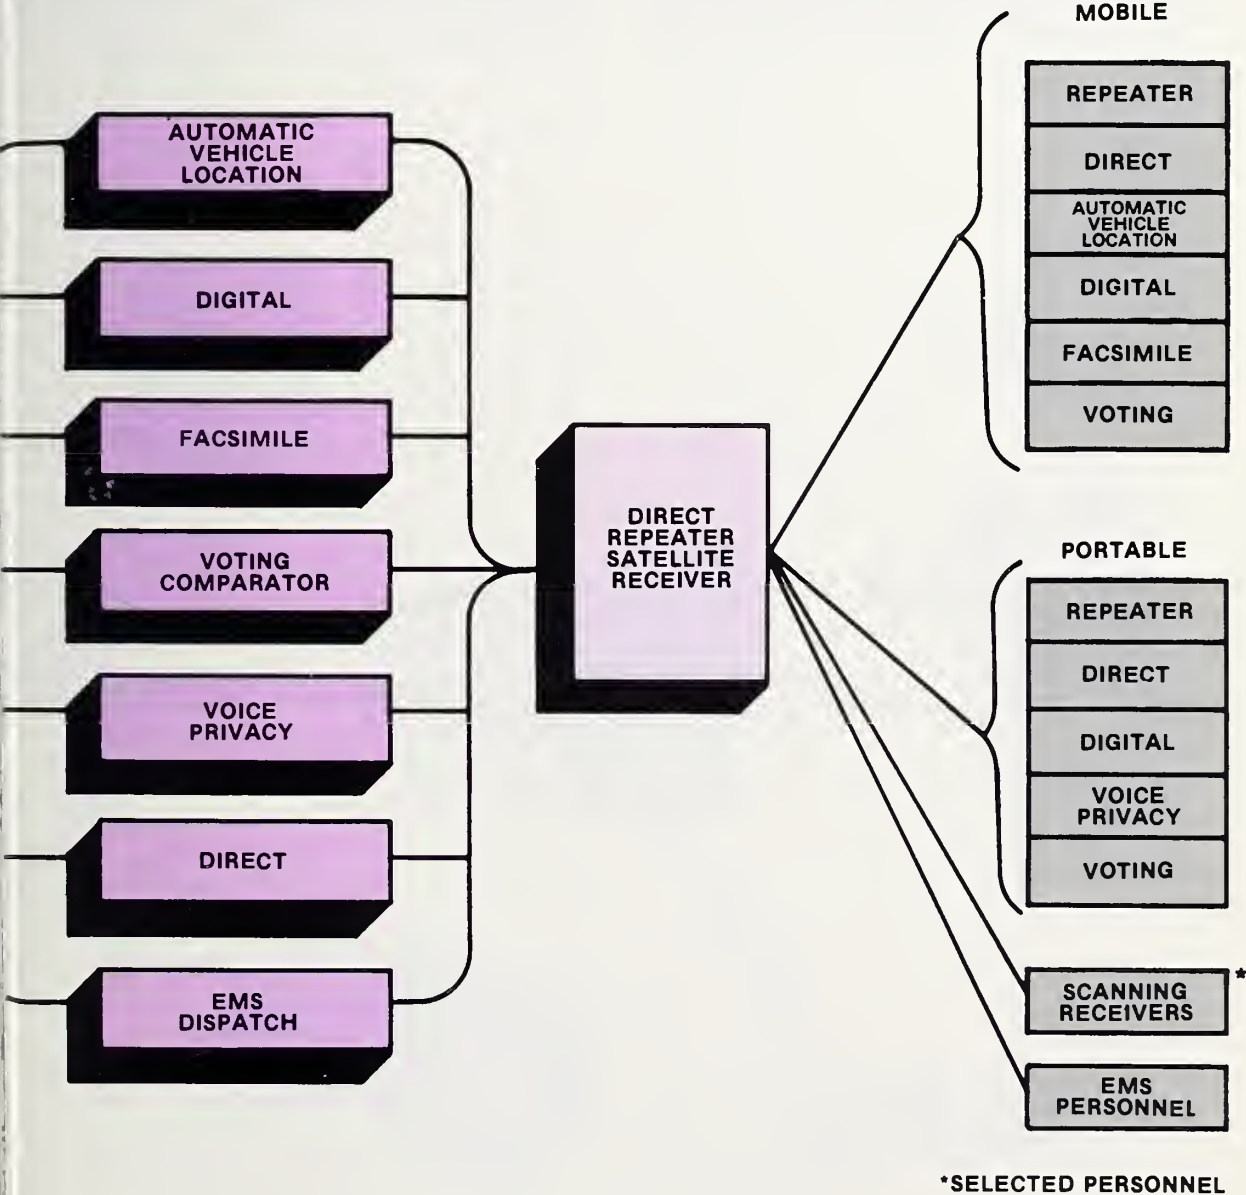 AUTOMATIC
VEHICLE
LOCATION
DIGITAL
FACSIMILE
VOTING
COMPARATOR
VOICE
PRIVACY
DIRECT
EMS
DISPATCH
DIRECT
REPEATER
SATELLITE
RECEIVER
MOBILE
REPEATER
DIRECT
AUTOMATIC
VEHICLE
LOCATION
DIGITAL
FACSIMILE
VOTING
PORTABLE
REPEATER
DIRECT
DIGITAL
VOICE
PRIVACY
VOTING
SCANNING *
RECEIVERS
EMS
PERSONNEL
*SELECTED PERSONNEL